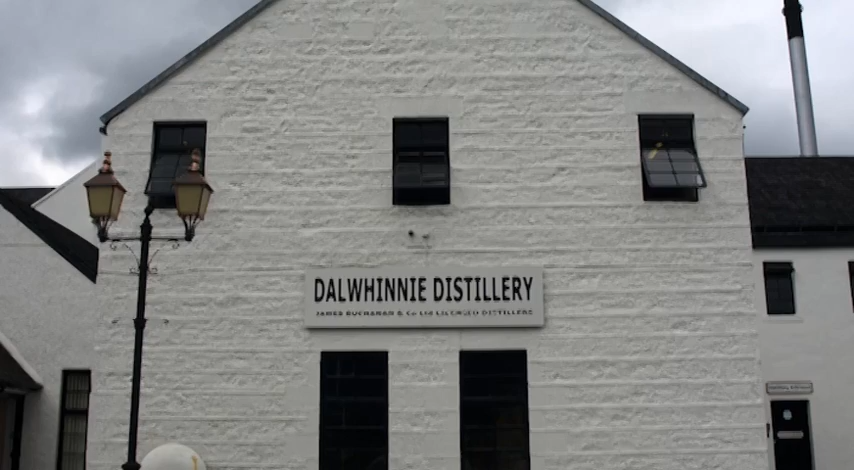 DALWHINNIE DISTILLERY
JAMES BUCHANAN & Co Ltd LICENSED DISTILLERS